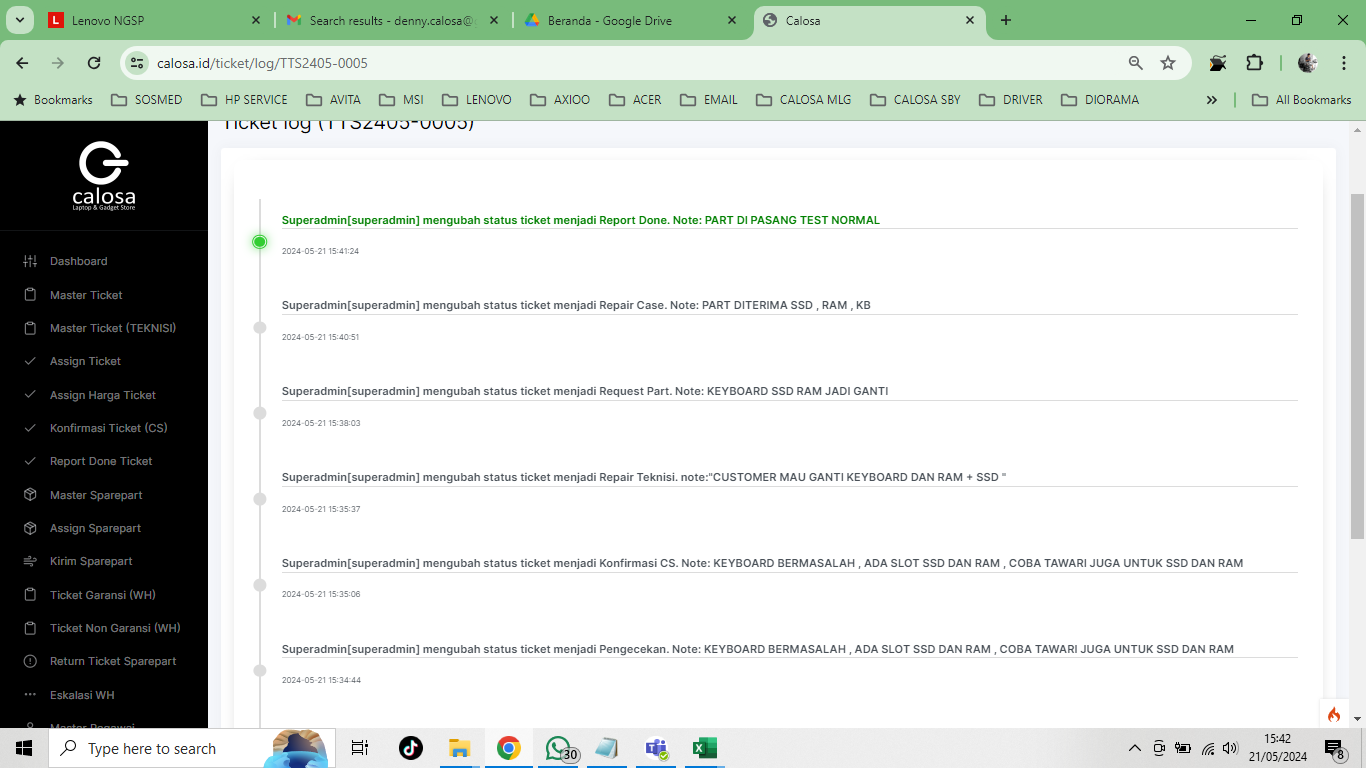 Lenovo NGSP
Search results - denny.calosa@
Beranda - Google Drive
Calosa
calosa.id/ticket/log/TTS2405-0005
Bookmarks
SOSMED
HP SERVICE
AVITA
MSI
LENOVO
AXIOO
ACER
EMAIL
CALOSA MLG
CALOSA SBY
DRIVER
DIORAMA
All Bookmarks
calosa
Laptop & Gadget Store
Dashboard
Master Ticket
Master Ticket (TEKNISI)
Assign Ticket
Assign Harga Ticket
Konfirmasi Ticket (CS)
Report Done Ticket
Master Sparepart
Assign Sparepart
Kirim Sparepart
Ticket Garansi (WH)
Ticket Non Garansi (WH)
Return Ticket Sparepart
Eskalasi WH
Master Pegawai
Ticket log (TTS2405-0005)
Superadmin[superadmin] mengubah status ticket menjadi Report Done. Note: PART DI PASANG TEST NORMAL
2024-05-21 15:41:24
Superadmin[superadmin] mengubah status ticket menjadi Repair Case. Note: PART DITERIMA SSD , RAM , KB
2024-05-21 15:40:51
Superadmin[superadmin] mengubah status ticket menjadi Request Part. Note: KEYBOARD SSD RAM JADI GANTI
2024-05-21 15:38:03
Superadmin[superadmin] mengubah status ticket menjadi Repair Teknisi. note:"CUSTOMER MAU GANTI KEYBOARD DAN RAM + SSD "
2024-05-21 15:35:37
Superadmin[superadmin] mengubah status ticket menjadi Konfirmasi CS. Note: KEYBOARD BERMASALAH , ADA SLOT SSD DAN RAM , COBA TAWARI JUGA UNTUK SSD DAN RAM
2024-05-21 15:35:06
Superadmin[superadmin] mengubah status ticket menjadi Pengecekan. Note: KEYBOARD BERMASALAH , ADA SLOT SSD DAN RAM , COBA TAWARI JUGA UNTUK SSD DAN RAM
2024-05-21 15:34:44
Type here to search
30
15:42
21/05/2024
8